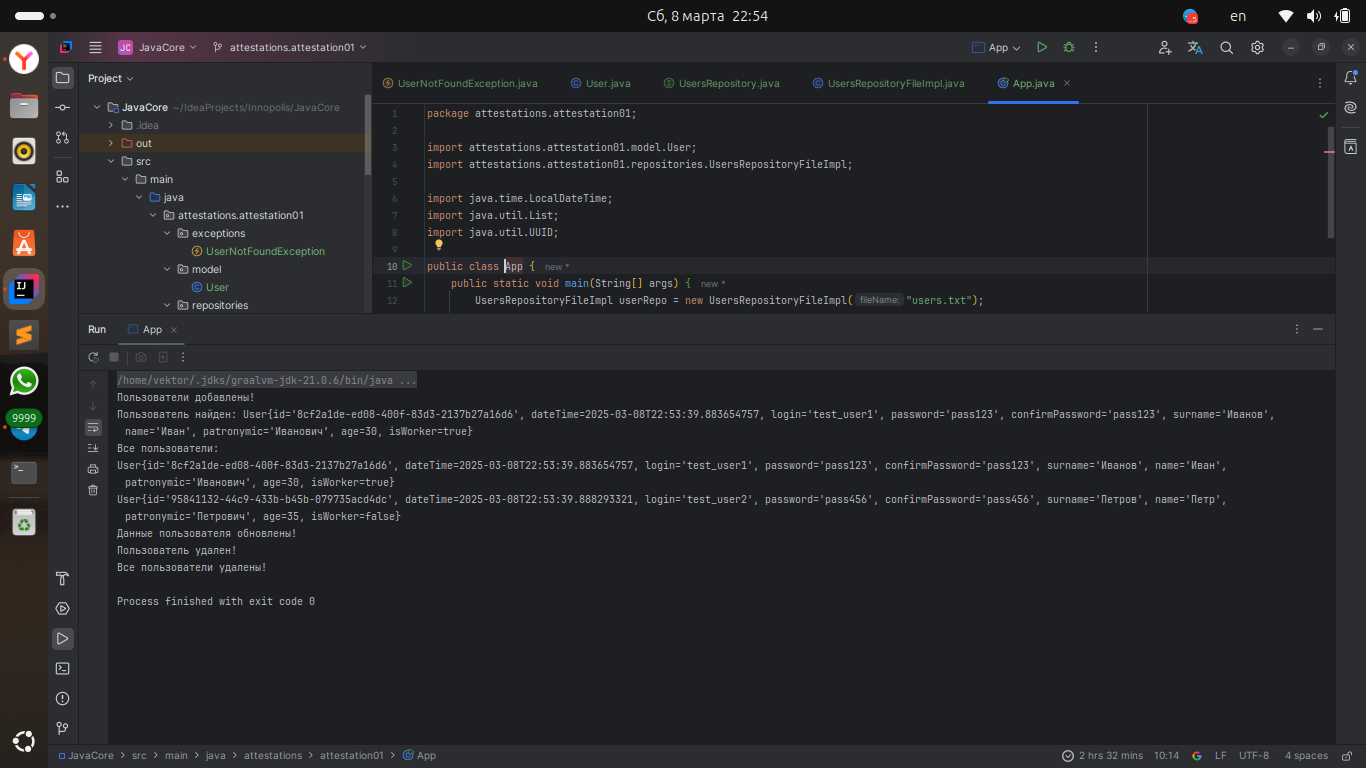 Сб, 8 марта 22:54
en
JC JavaCore
attestations.attestation01
App
Project
UserNotFoundException.java
User.java
UsersRepository.java
UsersRepositoryFileImpl.java
App.java
JavaCore ~/IdeaProjects/Innopolis/JavaCore
.idea
out
src
main
java
attestations.attestation01
exceptions
UserNotFoundException
model
User
repositories
1 package attestations.attestation01;
2
3 import attestations.attestation01.model.User;
4 import attestations.attestation01.repositories.UsersRepositoryFileImpl;
5
6 import java.time.LocalDateTime;
7 import java.util.List;
8 import java.util.UUID;
9
10 public class App { new *
11 public static void main(String[] args) { new *
12 UsersRepositoryFileImpl userRepo = new UsersRepositoryFileImpl( fileName: "users.txt");
9999
Run App
/home/vektor/.jdks/graalvm-jdk-21.0.6/bin/java ...
Пользователи добавлены!
Пользователь найден: User{id='8cf2a1de-ed08-400f-83d3-2137b27a16d6', dateTime=2025-03-08T22:53:39.883654757, login='test_user1', password='pass123', confirmPassword='pass123', surname='Иванов',
name='Иван', patronymic='Иванович', age=30, isWorker=true}
Все пользователи:
User{id='8cf2a1de-ed08-400f-83d3-2137b27a16d6', dateTime=2025-03-08T22:53:39.883654757, login='test_user1', password='pass123', confirmPassword='pass123', surname='Иванов', name='Иван',
patronymic='Иванович', age=30, isWorker=true}
User{id='95841132-44c9-433b-b45b-079735acd4dc', dateTime=2025-03-08T22:53:39.888293321, login='test_user2', password='pass456', confirmPassword='pass456', surname='Петров', name='Петр',
patronymic='Петрович', age=35, isWorker=false}
Данные пользователя обновлены!
Пользователь удален!
Все пользователи удалены!
Process finished with exit code 0
JavaCore > src > main > java > attestations > attestation01 > App
2 hrs 32 mins 10:14 LF UTF-8 4 spaces